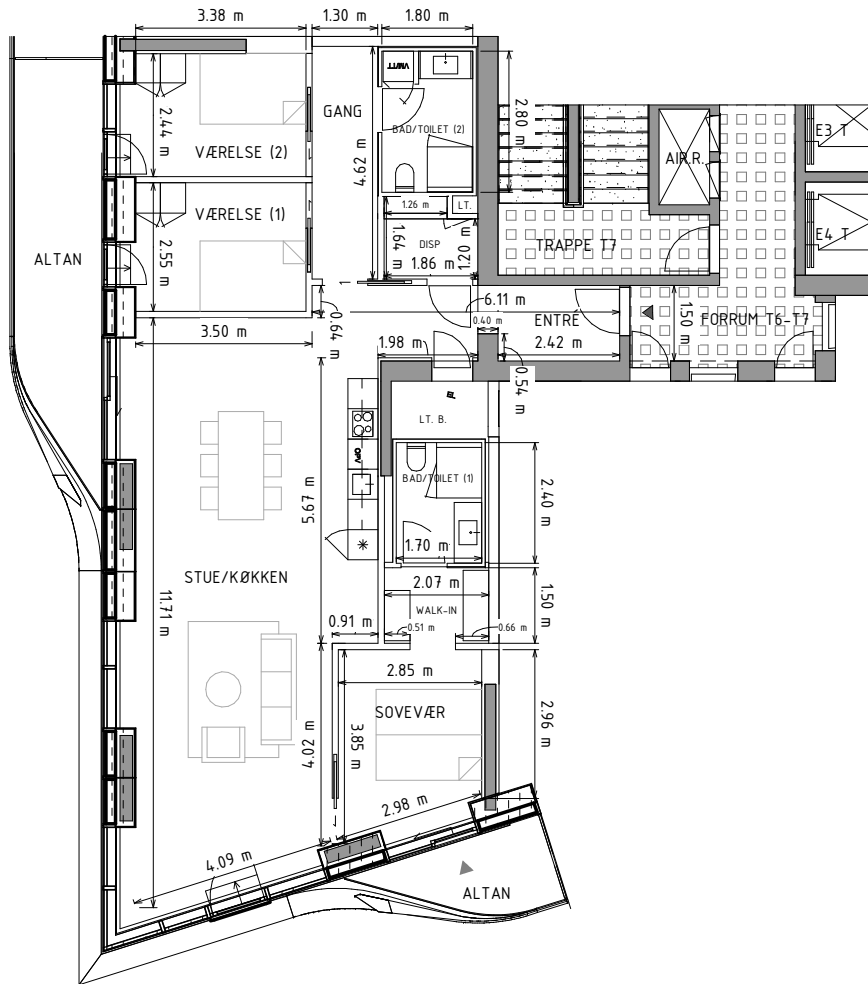 3.38 m
1.30 m
1.80 m
VM/TT
GANG
2.44 m
4.62 m
BAD/TOILET (2)
2.80 m
VÆRELSE (2)
AIR.R.
E3 T
1.26 m
LT.
VÆRELSE (1)
ALTAN
2.55 m
1.64 m
DISP
1.20 m
1.86 m
TRAPPE T7
E4 T
6.11 m
ENTRÉ
0.40 m
1.50 m
FORRUM T6-T7
3.50 m
0.64 m
1.98 m
2.42 m
0.54 m
LT. B.
OPV
BAD/TOILET (1)
2.40 m
5.67 m
1.70 m
STUE/KØKKEN
11.71 m
2.07 m
WALK-IN
1.50 m
0.91 m
0.51 m
0.66 m
2.85 m
SOVEVÆR
4.02 m
3.85 m
2.96 m
2.98 m
4.09 m
ALTAN